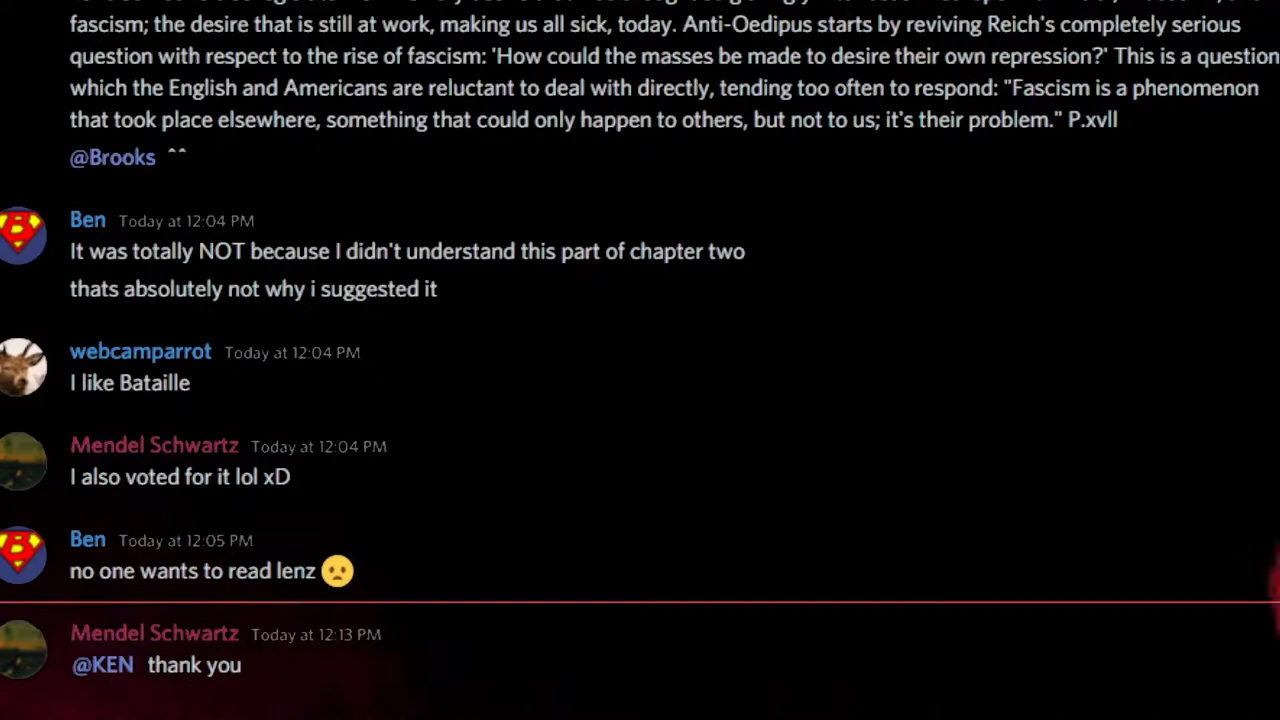 fascism; the desire that is still at work, making us all sick, today. Anti-Oedipus starts by reviving Reich's completely serious
question with respect to the rise of fascism: 'How could the masses be made to desire their own repression?' This is a question
which the English and Americans are reluctant to deal with directly, tending too often to respond: "Fascism is a phenomenon
that took place elsewhere, something that could only happen to others, but not to us; it's their problem." P.xvll
@Brooks ^^
Ben Today at 12:04 PM
It was totally NOT because I didn't understand this part of chapter two
thats absolutely not why i suggested it
webcamparrot Today at 12:04 PM
I like Bataille
Mendel Schwartz Today at 12:04 PM
I also voted for it lol xD
Ben Today at 12:05 PM
no one wants to read lenz
Mendel Schwartz Today at 12:13 PM
@KEN thank you